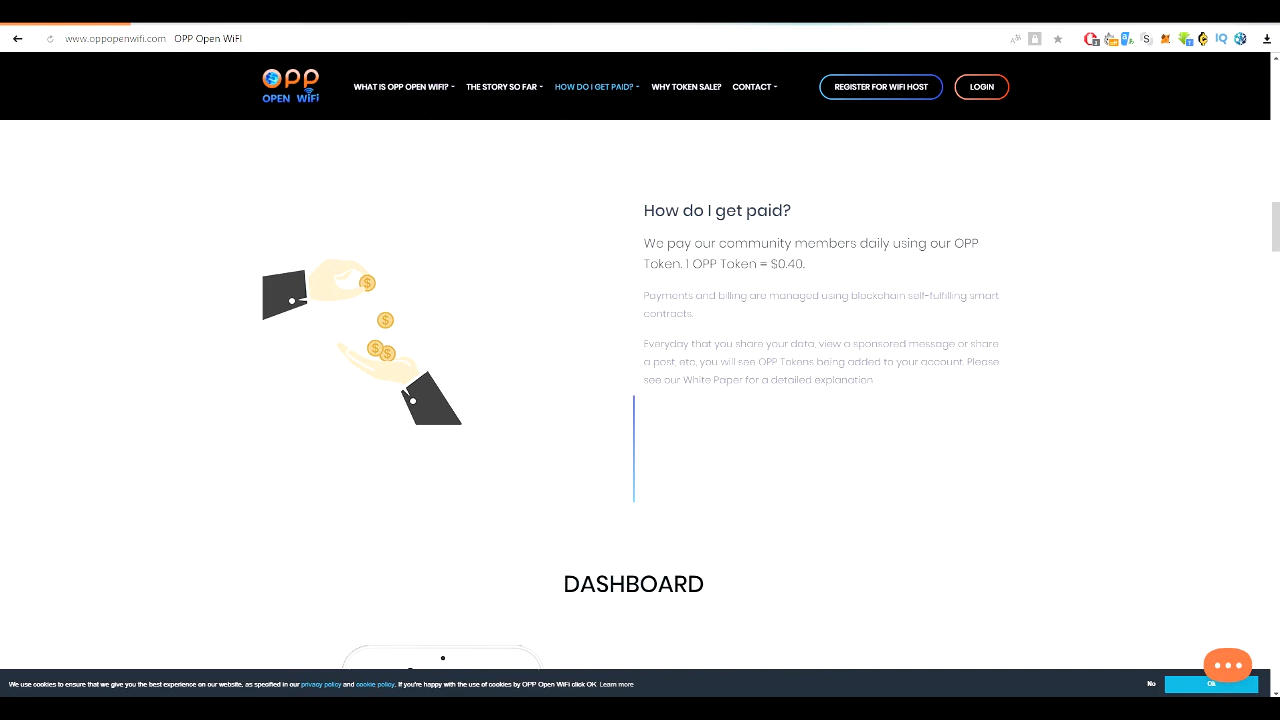 www.oppopenwifi.com OPP Open WiFi
OPP
OPEN WiFi
WHAT IS OPP OPEN WIFI?
THE STORY SO FAR
HOW DO I GET PAID?
WHY TOKEN SALE?
CONTACT
REGISTER FOR WIFI HOST
LOGIN
How do I get paid?
We pay our community members daily using our OPP
Token. 1 OPP Token = $0.40.
Payments and billing are managed using blockchain self-fulfilling smart
contracts.
Everyday that you share your data, view a sponsored message or share
a post, etc, you will see OPP Tokens being added to your account. Please
see our White Paper for a detailed explanation
DASHBOARD
We use cookies to ensure that we give you the best experience on our website, as specified in our privacy policy and cookie policy. If you're happy with the use of cookies by OPP Open WiFi click OK Learn more
No
Ok